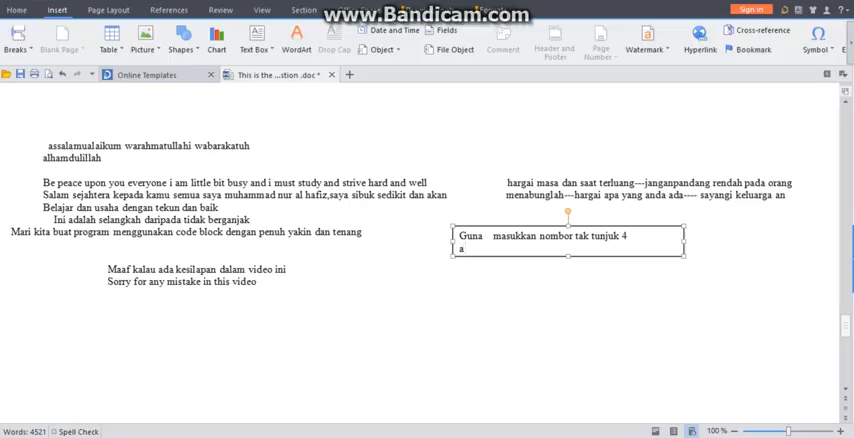 www.Bandicam.com
Home Insert Page Layout References Review View Section Sign in
Breaks Blank Page Table Picture Shapes Chart Text Box WordArt Drop Cap Date and Time Fields Object File Object Comment Header and Footer Page Number Watermark Hyperlink Cross-reference Bookmark Symbol
Online Templates This is the ...stion .doc *
assalamualaikum warahmatullahi wabarakatuh
alhamdulillah
Be peace upon you everyone i am little bit busy and i must study and strive hard and well
hargai masa dan saat terluang---janganpandang rendah pada orang
Salam sejahtera kepada kamu semua saya muhammad nur al hafiz,saya sibuk sedikit dan akan
menabunglah---hargai apa yang anda ada---- sayangi keluarga an
Belajar dan usaha dengan tekun dan baik
Ini adalah selangkah daripada tidak berganjak
Mari kita buat program menggunakan code block dengan penuh yakin dan tenang
Guna masukkan nombor tak tunjuk 4
a
Maaf kalau ada kesilapan dalam video ini
Sorry for any mistake in this video
Words: 4521 Spell Check 100 %